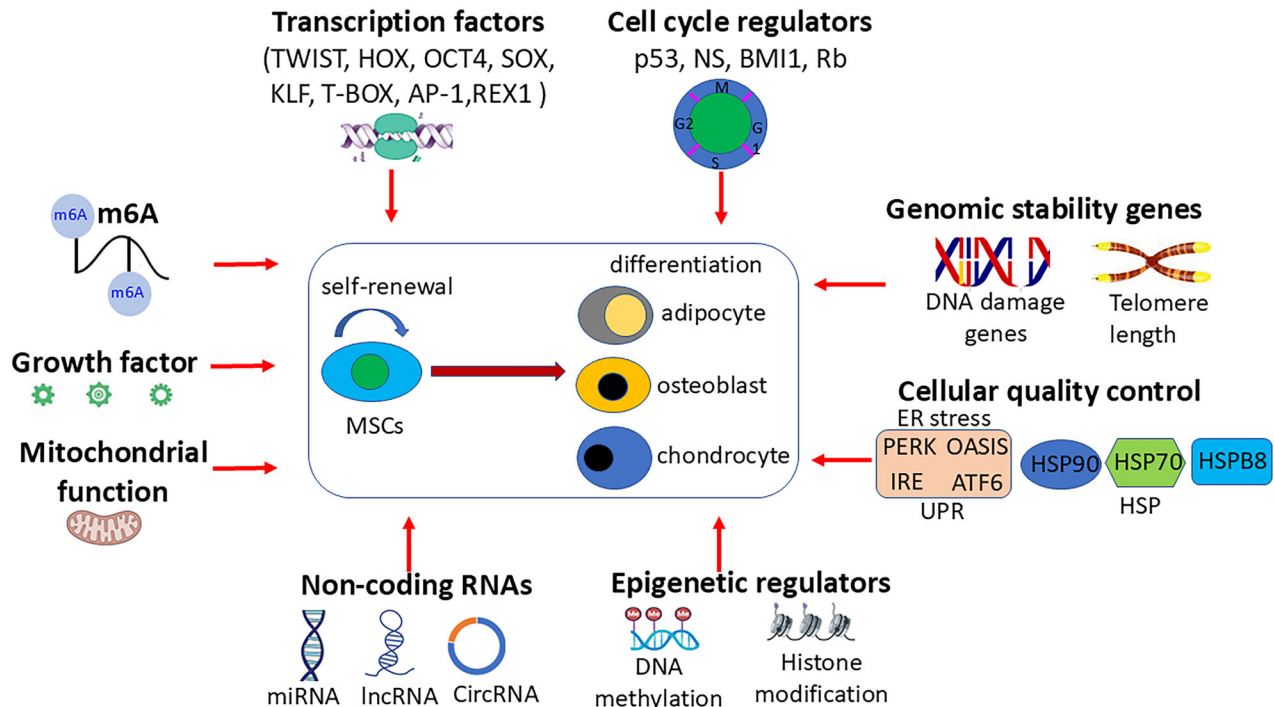 Transcription factors
(TWIST, HOX, OCT4, SOX,
KLF, T-BOX, AP-1,REX1 )
Cell cycle regulators
p53, NS, BMI1, Rb
M
G2
G
1
S
m6A
m6A
m6A
Growth factor
Mitochondrial
function
self-renewal
MSCs
differentiation
adipocyte
osteoblast
chondrocyte
Genomic stability genes
DNA damage
genes
Telomere
length
Cellular quality control
ER stress
PERK OASIS
IRE ATF6
UPR
HSP90
HSP70
HSPB8
HSP
Non-coding RNAs
miRNA
lncRNA
CircRNA
Epigenetic regulators
Me Me Me
DNA
methylation
Histone
modification